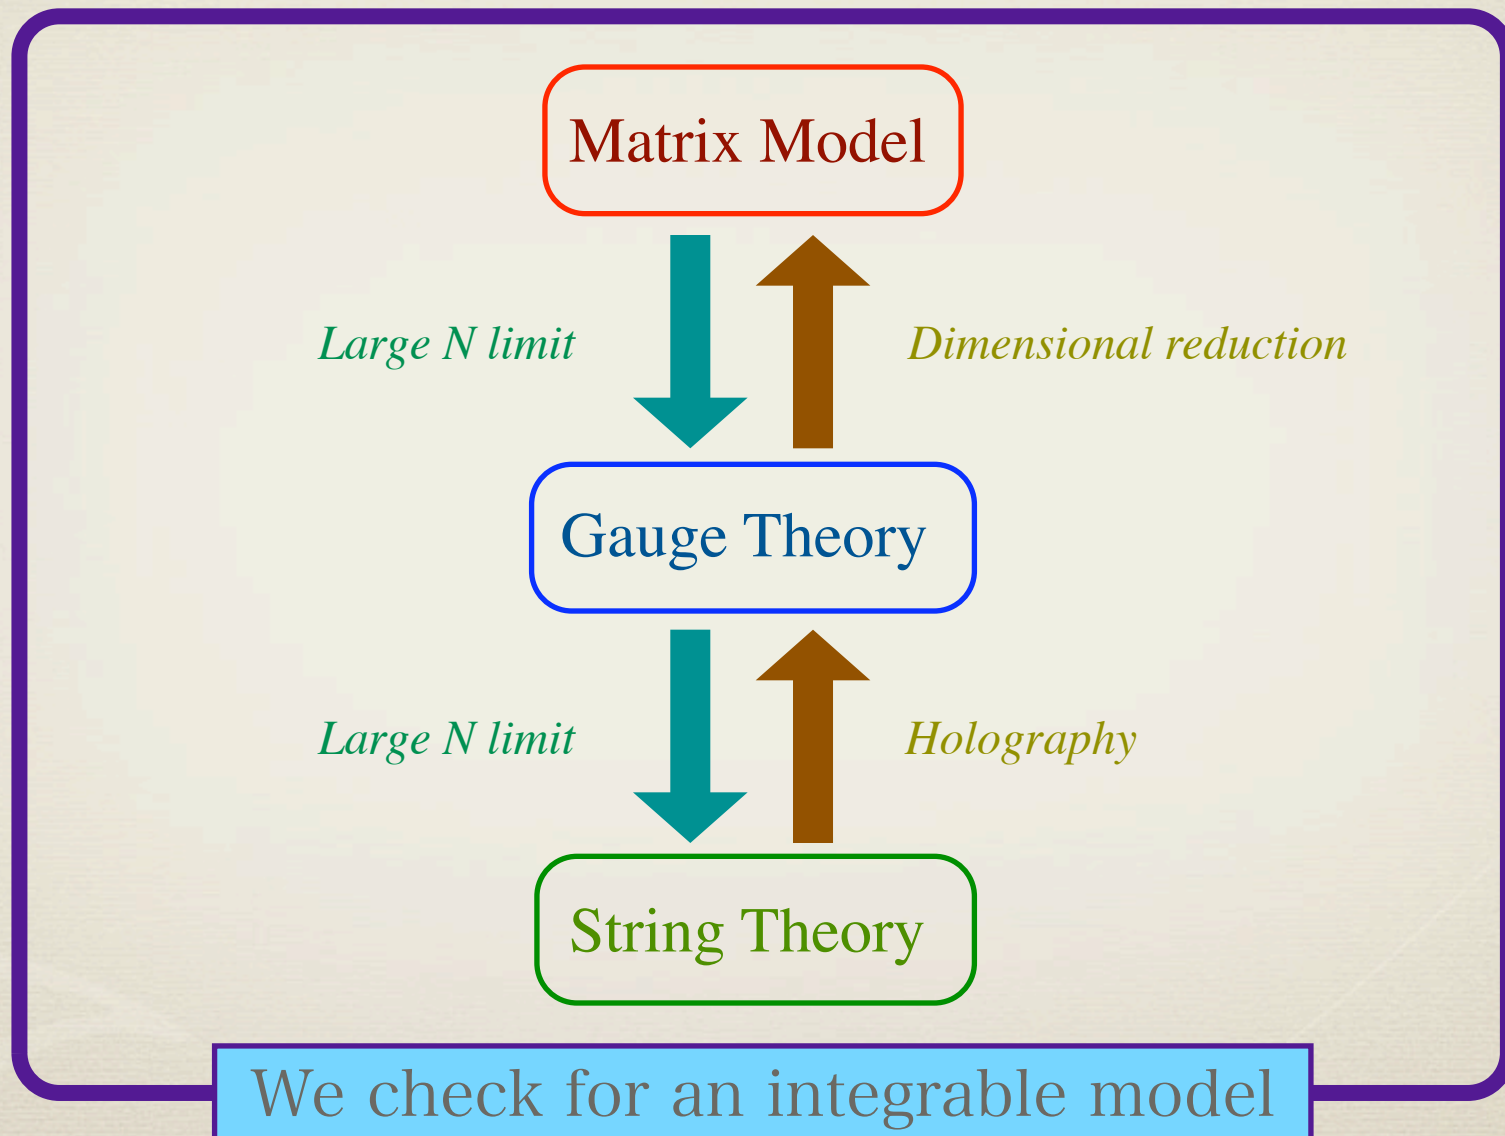 Matrix Model
Large N limit
Dimensional reduction
Gauge Theory
Large N limit
Holography
String Theory
We check for an integrable model